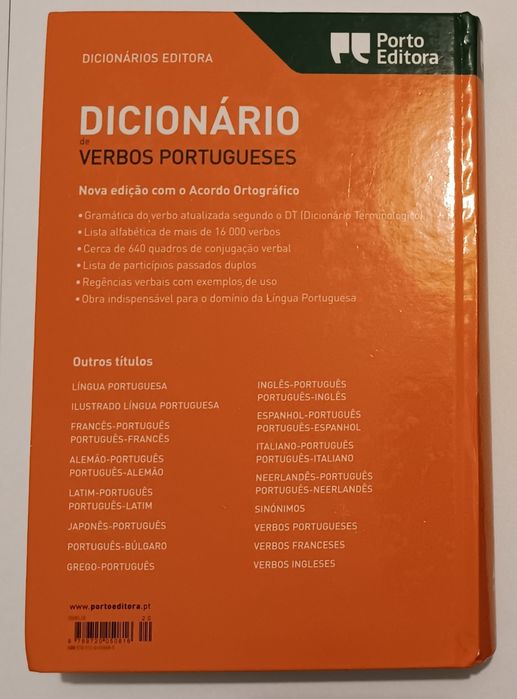 DICIONÁRIOS EDITORA
Porto
Editora
DICIONÁRIO
de
VERBOS PORTUGUESES
Nova edição com o Acordo Ortográfico
• Gramática do verbo atualizada segundo o DT (Dicionário Terminológico)
• Lista alfabética de mais de 16 000 verbos
• Cerca de 640 quadros de conjugação verbal
• Lista de particípios passados duplos
• Regências verbais com exemplos de uso
• Obra indispensável para o domínio da Língua Portuguesa
Outros títulos
LÍNGUA PORTUGUESA
ILUSTRADO LÍNGUA PORTUGUESA
FRANCÊS-PORTUGUÊS
PORTUGUÊS-FRANCÊS
ALEMÃO-PORTUGUÊS
PORTUGUÊS-ALEMÃO
LATIM-PORTUGUÊS
PORTUGUÊS-LATIM
JAPONÊS-PORTUGUÊS
PORTUGUÊS-BÚLGARO
GREGO-PORTUGUÊS
INGLÊS-PORTUGUÊS
PORTUGUÊS-INGLÊS
ESPANHOL-PORTUGUÊS
PORTUGUÊS-ESPANHOL
ITALIANO-PORTUGUÊS
PORTUGUÊS-ITALIANO
NEERLANDÊS-PORTUGUÊS
PORTUGUÊS-NEERLANDÊS
SINÓNIMOS
VERBOS PORTUGUESES
VERBOS FRANCESES
VERBOS INGLESES
www.portoeditora.pt
20